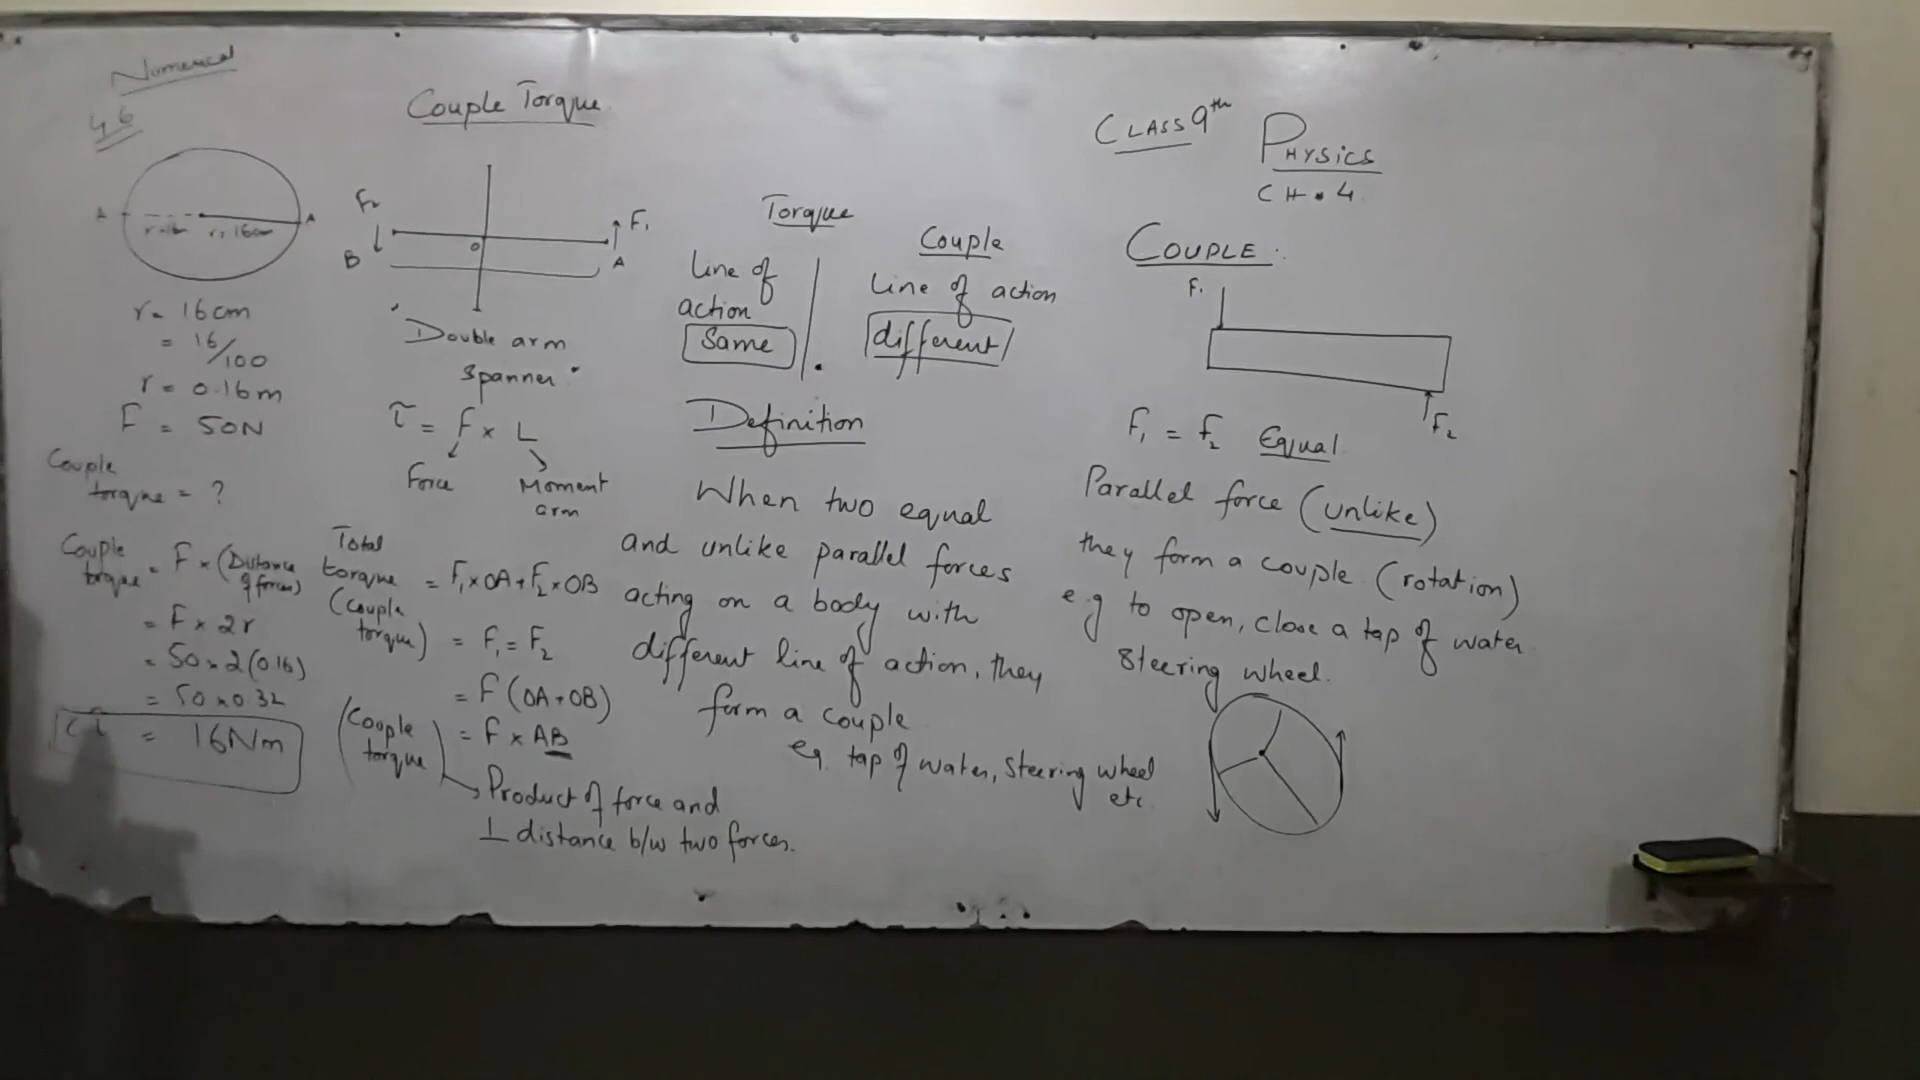 Numerical
4.6
A
A
r=16
r=16cm
r= 16cm
= 16/100
r= 0.16m
F = 50N
Couple
torque = ?
Couple
torque = F×(Distance
of forces)
= F × 2r
= 50×2(0.16)
= 50×0.32
= 16Nm
Couple Torque
F₂
F₁
B
O
A
"Double arm
Spanner"
τ = F × L
Force
Moment
arm
Total
torque = F₁×OA+F₂×OB
(Couple
torque) = F₁=F₂
= F(OA+OB)
(Couple
torque) = F × AB
Product of force and
⊥ distance b/w two forces.
Torque
line of
action
Same
Couple
line of action
different
Definition
When two equal
and unlike parallel forces
acting on a body with
different line of action, they
form a couple
eg. tap of water, Steering wheel
etc
CLASS 9th
PHYSICS
CH.4
COUPLE:
F₁
F₂
F₁ = F₂ Equal
Parallel force (unlike)
they form a couple (rotation)
e.g to open, close a tap of water
Steering wheel.